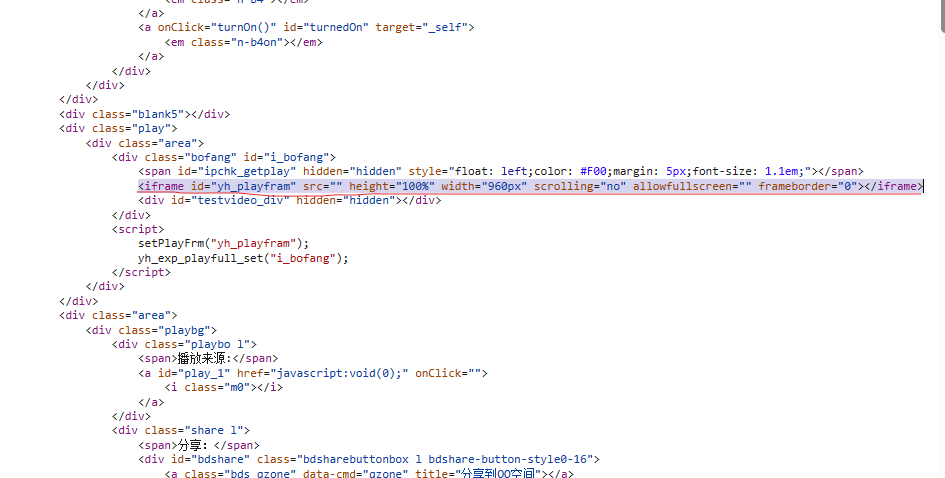 <em class="n-b4"></em>
</a>
<a onClick="turnOn()" id="turnedOn" target="_self">
<em class="n-b4on"></em>
</a>
</div>
</div>
</div>
<div class="blank5"></div>
<div class="play">
<div class="area">
<div class="bofang" id="i_bofang">
<span id="ipchk_getplay" hidden="hidden" style="float: left;color: #F00;margin: 5px;font-size: 1.1em;"></span>
<iframe id="yh_playfram" src="" height="100%" width="960px" scrolling="no" allowfullscreen="" frameborder="0"></iframe>
<div id="testvideo_div" hidden="hidden"></div>
</div>
<script>
setPlayFrm("yh_playfram");
yh_exp_playfull_set("i_bofang");
</script>
</div>
</div>
<div class="area">
<div class="playbg">
<div class="playbo l">
<span>播放来源:</span>
<a id="play_1" href="javascript:void(0);" onClick="">
<i class="m0"></i>
</a>
</div>
<div class="share l">
<span>分享: </span>
<div id="bdshare" class="bdsharebuttonbox l bdshare-button-style0-16">
<a class="bds_qzone" data-cmd="qzone" title="分享到QQ空间"></a>